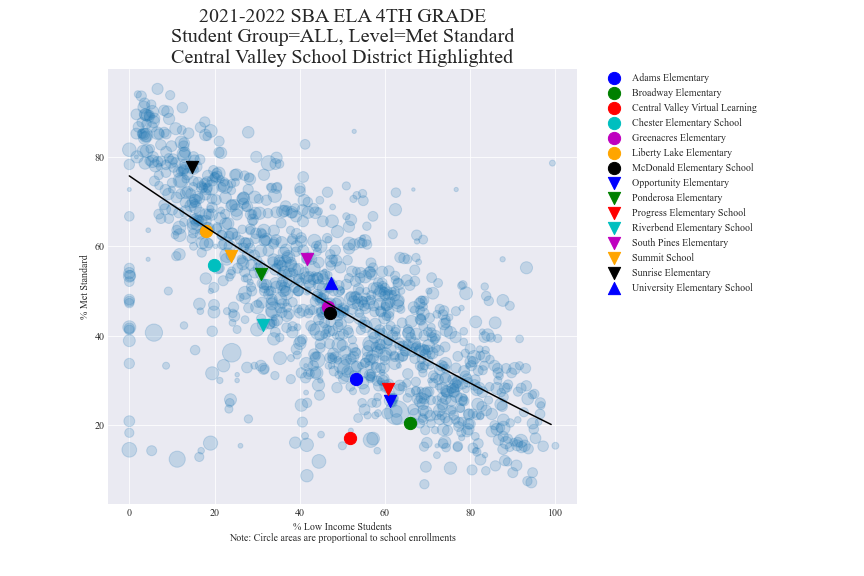 2021-2022 SBA ELA 4TH GRADE
Student Group=ALL, Level=Met Standard
Central Valley School District Highlighted
Adams Elementary
Broadway Elementary
Central Valley Virtual Learning
Chester Elementary School
Greenacres Elementary
Liberty Lake Elementary
McDonald Elementary School
Opportunity Elementary
Ponderosa Elementary
Progress Elementary School
Riverbend Elementary School
South Pines Elementary
Summit School
Sunrise Elementary
University Elementary School
% Met Standard
80
60
40
20
0 20 40 60 80 100
% Low Income Students
Note: Circle areas are proportional to school enrollments